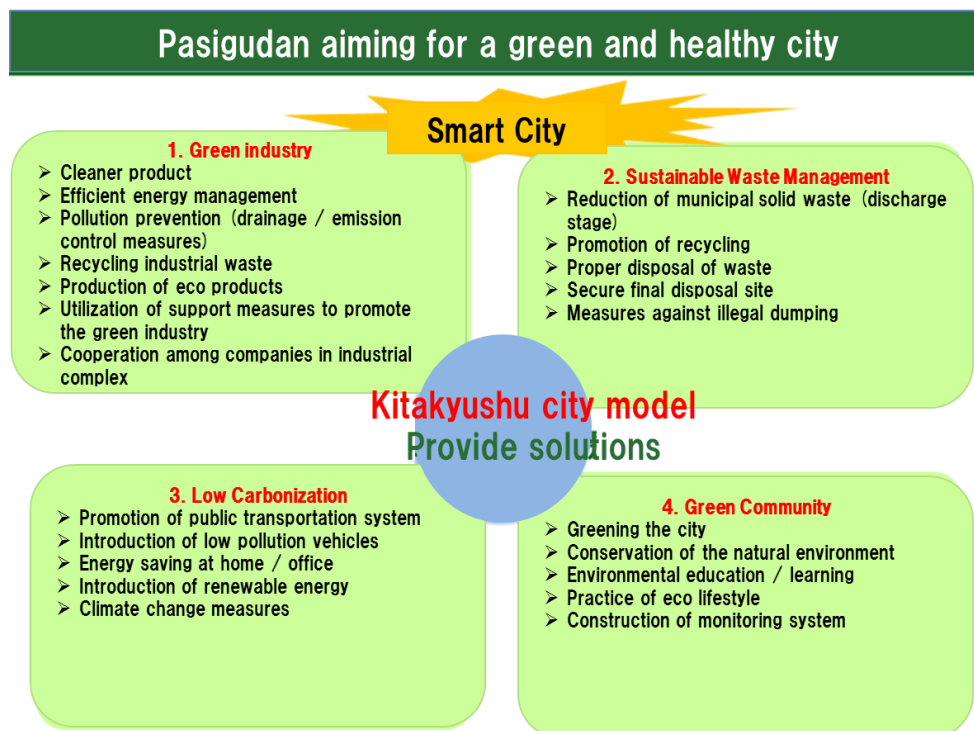 Pasigudan aiming for a green and healthy city
Smart City
1. Green industry
➢ Cleaner product
➢ Efficient energy management
➢ Pollution prevention (drainage / emission
control measures)
➢ Recycling industrial waste
➢ Production of eco products
➢ Utilization of support measures to promote
the green industry
➢ Cooperation among companies in industrial
complex
2. Sustainable Waste Management
➢ Reduction of municipal solid waste (discharge
stage)
➢ Promotion of recycling
➢ Proper disposal of waste
➢ Secure final disposal site
➢ Measures against illegal dumping
Kitakyushu city model
Provide solutions
3. Low Carbonization
➢ Promotion of public transportation system
➢ Introduction of low pollution vehicles
➢ Energy saving at home / office
➢ Introduction of renewable energy
➢ Climate change measures
4. Green Community
➢ Greening the city
➢ Conservation of the natural environment
➢ Environmental education / learning
➢ Practice of eco lifestyle
➢ Construction of monitoring system